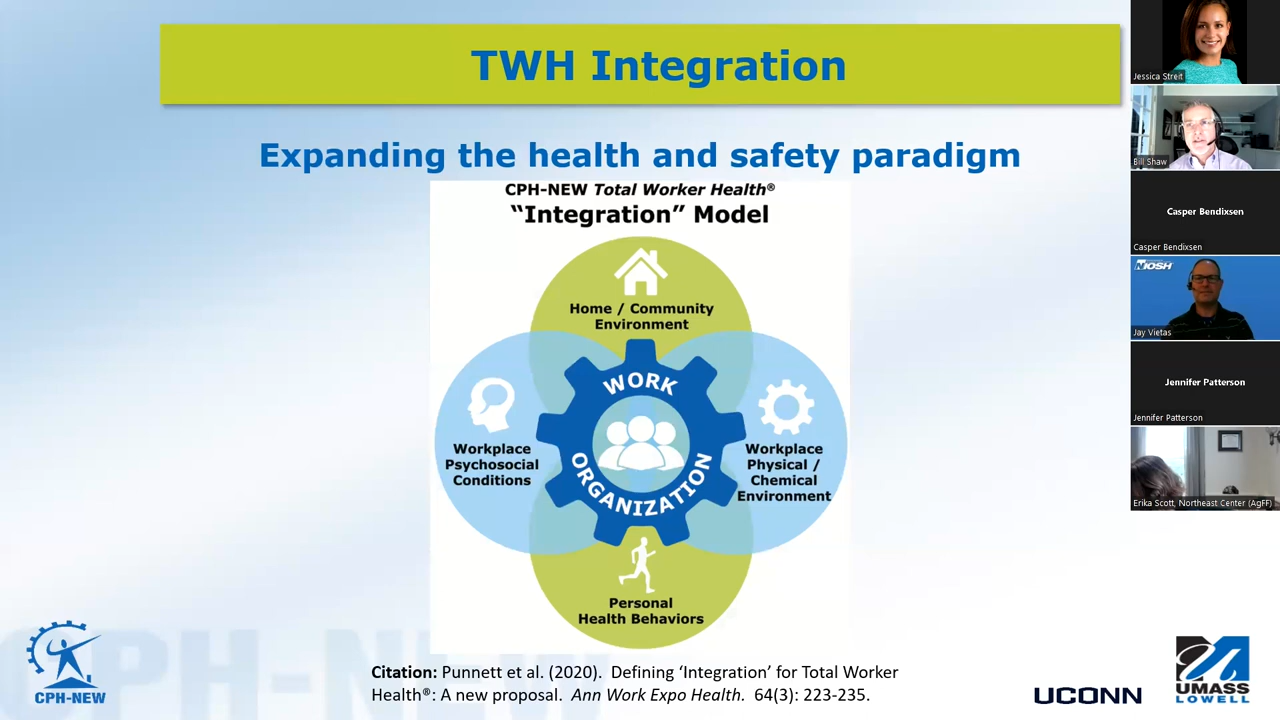 TWH Integration
Expanding the health and safety paradigm
CPH-NEW Total Worker Health®
“Integration” Model
Home / Community
Environment
WORK
ORGANIZATION
Workplace
Psychosocial
Conditions
Workplace
Physical /
Chemical
Environment
Personal
Health Behaviors
Citation: Punnett et al. (2020). Defining ‘Integration’ for Total Worker
Health®: A new proposal. Ann Work Expo Health. 64(3): 223-235.
CPH-NEW
CPH-NEW
UCONN
UMASS
LOWELL
Jessica Streit
Bill Shaw
Casper Bendixsen
Casper Bendixsen
NIOSH
Jay Vietas
Jennifer Patterson
Jennifer Patterson
Erika Scott, Northeast Center (AgFF)